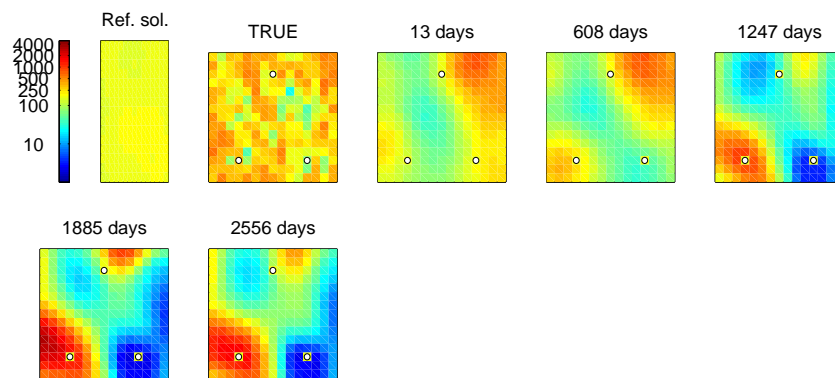 Ref. sol.
TRUE
13 days
608 days
1247 days
4000
2000
1000
500
250
100
10
1885 days
2556 days